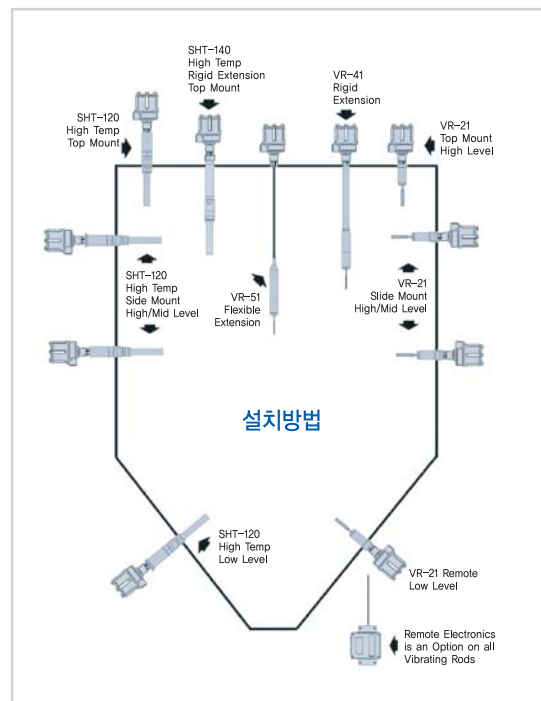 SHT-140
High Temp
Rigid Extension
Top Mount
VR-41
Rigid
Extension
SHT-120
High Temp
Top Mount
VR-21
Top Mount
High Level
SHT-120
High Temp
Side Mount
High/Mid Level
VR-51
Flexible
Extension
VR-21
Slide Mount
High/Mid Level
설치방법
SHT-120
High Temp
Low Level
VR-21 Remote
Low Level
Remote Electronics
is an Option on all
Vibrating Rods